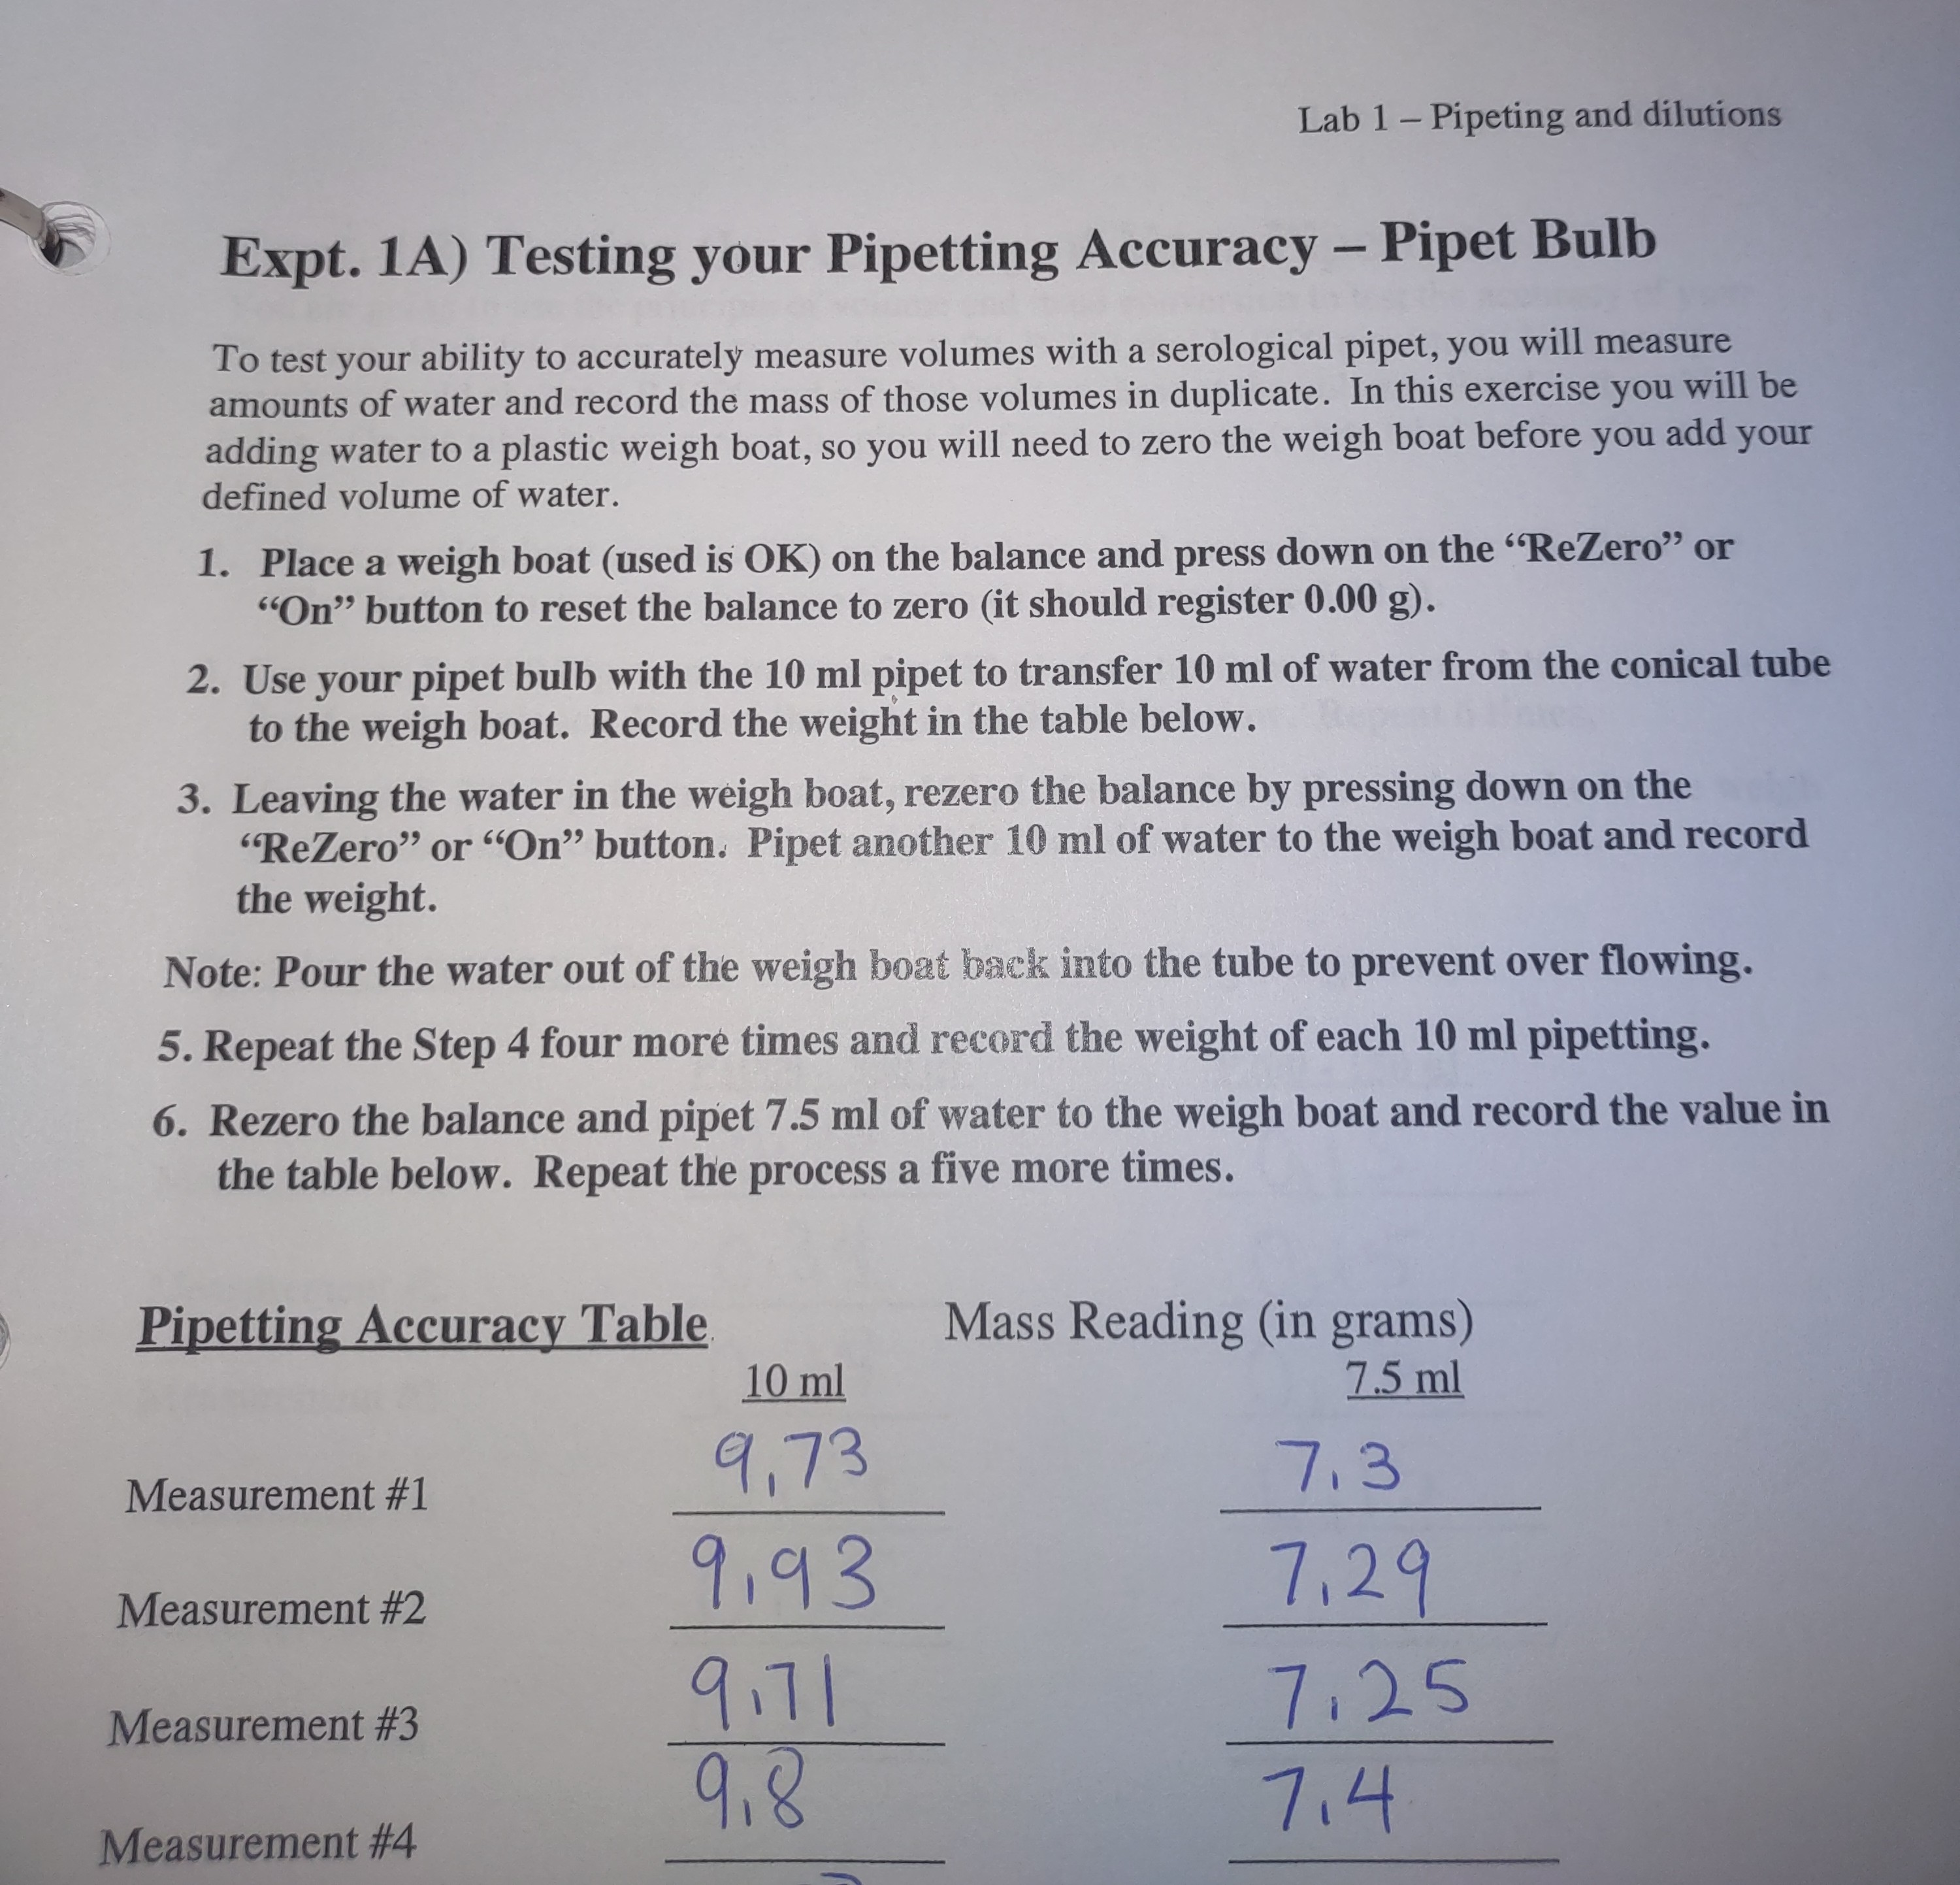 Lab 1 – Pipeting and dilutions
Expt. 1A) Testing your Pipetting Accuracy – Pipet Bulb
To test your ability to accurately measure volumes with a serological pipet, you will measure
amounts of water and record the mass of those volumes in duplicate. In this exercise you will be
adding water to a plastic weigh boat, so you will need to zero the weigh boat before you add your
defined volume of water.
1. Place a weigh boat (used is OK) on the balance and press down on the “ReZero” or
“On” button to reset the balance to zero (it should register 0.00 g).
2. Use your pipet bulb with the 10 ml pipet to transfer 10 ml of water from the conical tube
to the weigh boat. Record the weight in the table below.
3. Leaving the water in the weigh boat, rezero the balance by pressing down on the
“ReZero” or “On” button. Pipet another 10 ml of water to the weigh boat and record
the weight.
Note: Pour the water out of the weigh boat back into the tube to prevent over flowing.
5. Repeat the Step 4 four more times and record the weight of each 10 ml pipetting.
6. Rezero the balance and pipet 7.5 ml of water to the weigh boat and record the value in
the table below. Repeat the process a five more times.
Pipetting Accuracy Table Mass Reading (in grams)
10 ml 7.5 ml
Measurement #1 9,73 7,3
Measurement #2 9,93 7,29
Measurement #3 9,71 7,25
Measurement #4 9,8 7,4